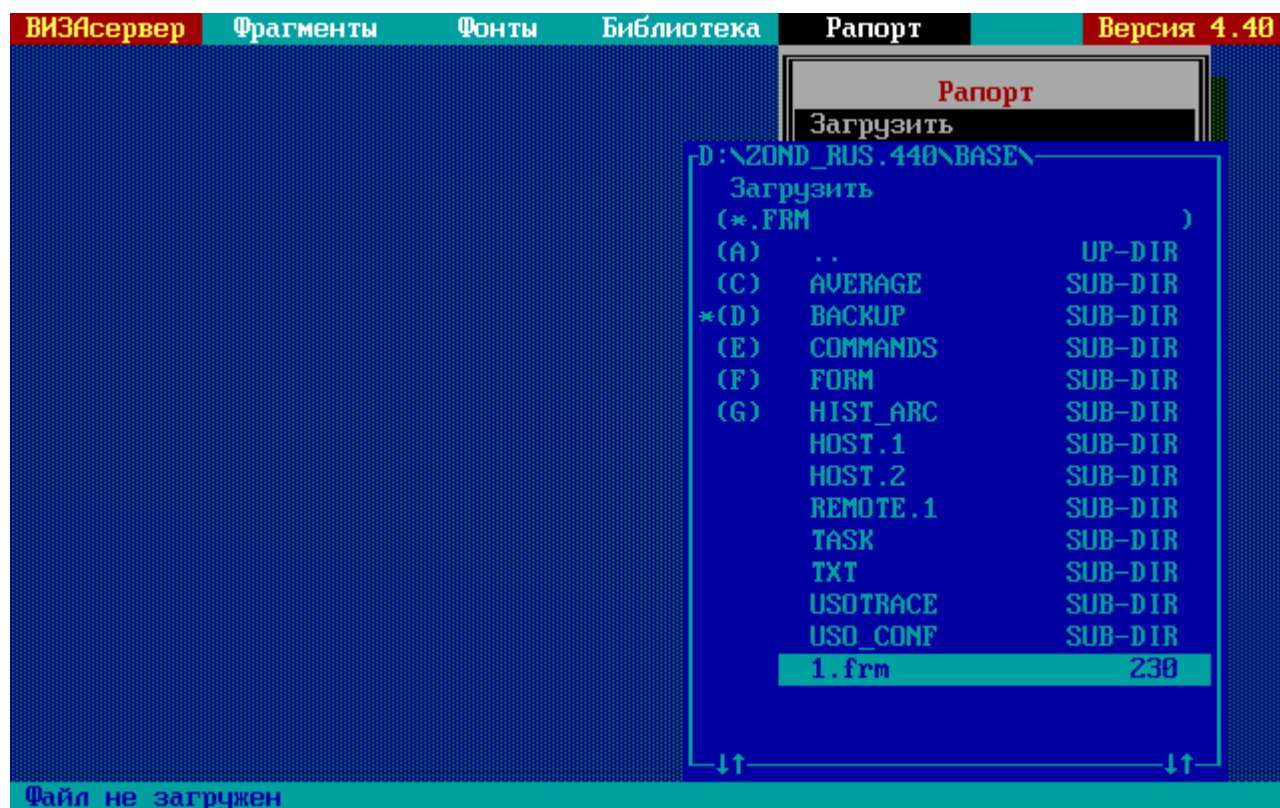 ВИЗАсервер Фрагменты Фонты Библиотека Рапорт Версия 4.40
Рапорт
Загрузить
D:\ZOND_RUS.440\BASE\
Загрузить
(*.FRM )
(A) .. UP-DIR
(C) AVERAGE SUB-DIR
*(D) BACKUP SUB-DIR
(E) COMMANDS SUB-DIR
(F) FORM SUB-DIR
(G) HIST_ARC SUB-DIR
HOST.1 SUB-DIR
HOST.2 SUB-DIR
REMOTE.1 SUB-DIR
TASK SUB-DIR
TXT SUB-DIR
USOTRACE SUB-DIR
USO_CONF SUB-DIR
1.frm 230
↓↑ ↓↑
Файл не загружен